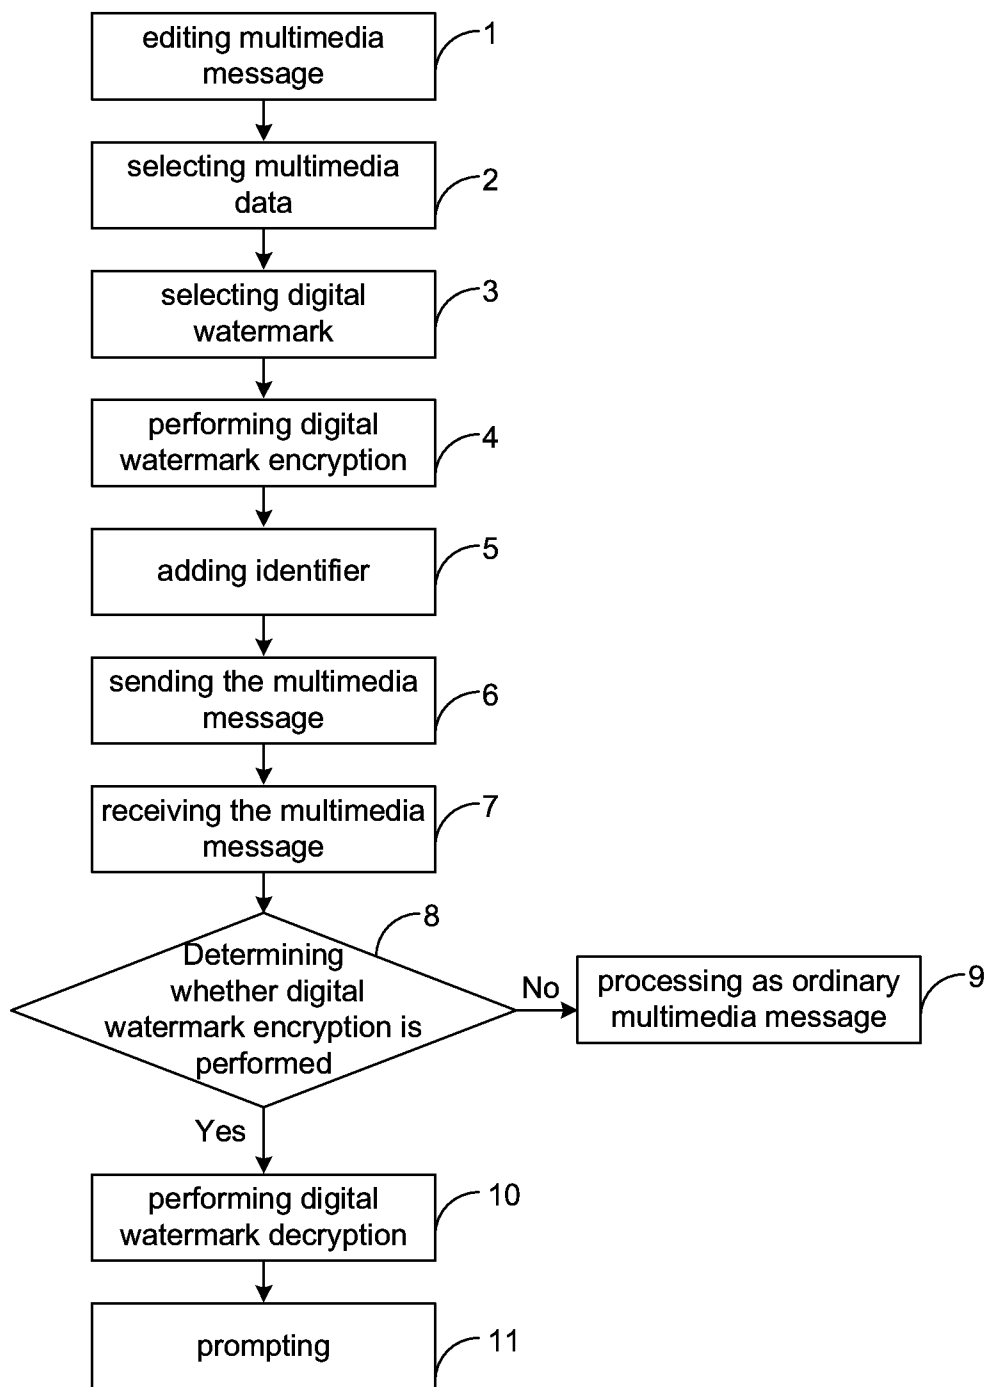 editing multimedia
message
1
selecting multimedia
data
2
selecting digital
watermark
3
performing digital
watermark encryption
4
adding identifier
5
sending the multimedia
message
6
receiving the multimedia
message
7
8
Determining
whether digital
watermark encryption is
performed
No
processing as ordinary
multimedia message
9
Yes
performing digital
watermark decryption
10
prompting
11